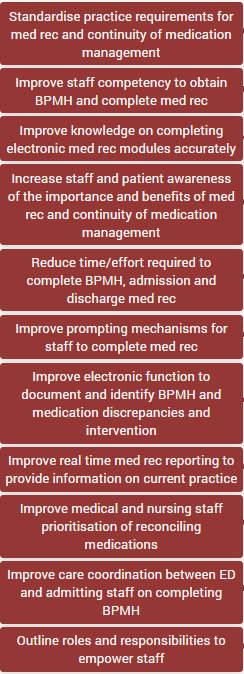 Standardise practice requirements for
med rec and continuity of medication
management
Improve staff competency to obtain
BPMH and complete med rec
Improve knowledge on completing
electronic med rec modules accurately
Increase staff and patient awareness
of the importance and benefits of med
rec and continuity of medication
management
Reduce time/effort required to
complete BPMH, admission and
discharge med rec
Improve prompting mechanisms for
staff to complete med rec
Improve electronic function to
document and identify BPMH and
medication discrepancies and
intervention
Improve real time med rec reporting to
provide information on current practice
Improve medical and nursing staff
prioritisation of reconciling
medications
Improve care coordination between ED
and admitting staff on completing
BPMH
Outline roles and responsibilities to
empower staff